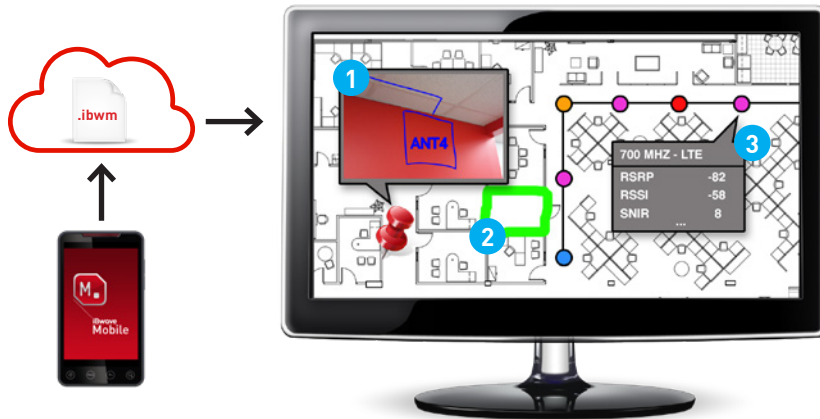 .ibwm
1
ANT4
3
700 MHZ - LTE
RSRP -82
RSSI -58
SNIR 8
...
2
M.
iBwave
Mobile